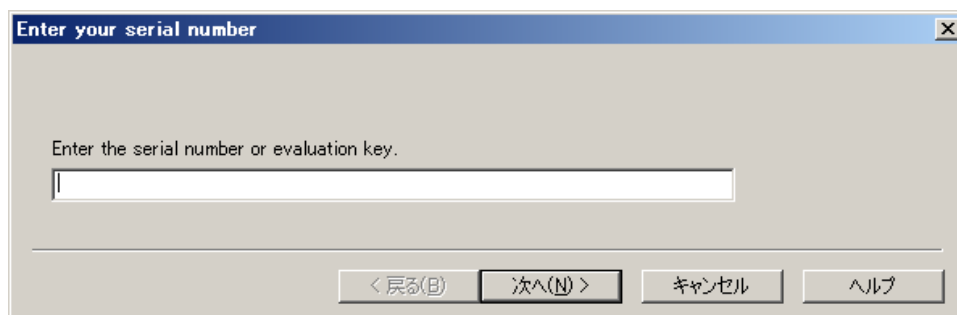 Enter your serial number
Enter the serial number or evaluation key.
< 戻る(B) 次へ(N) > キャンセル ヘルプ